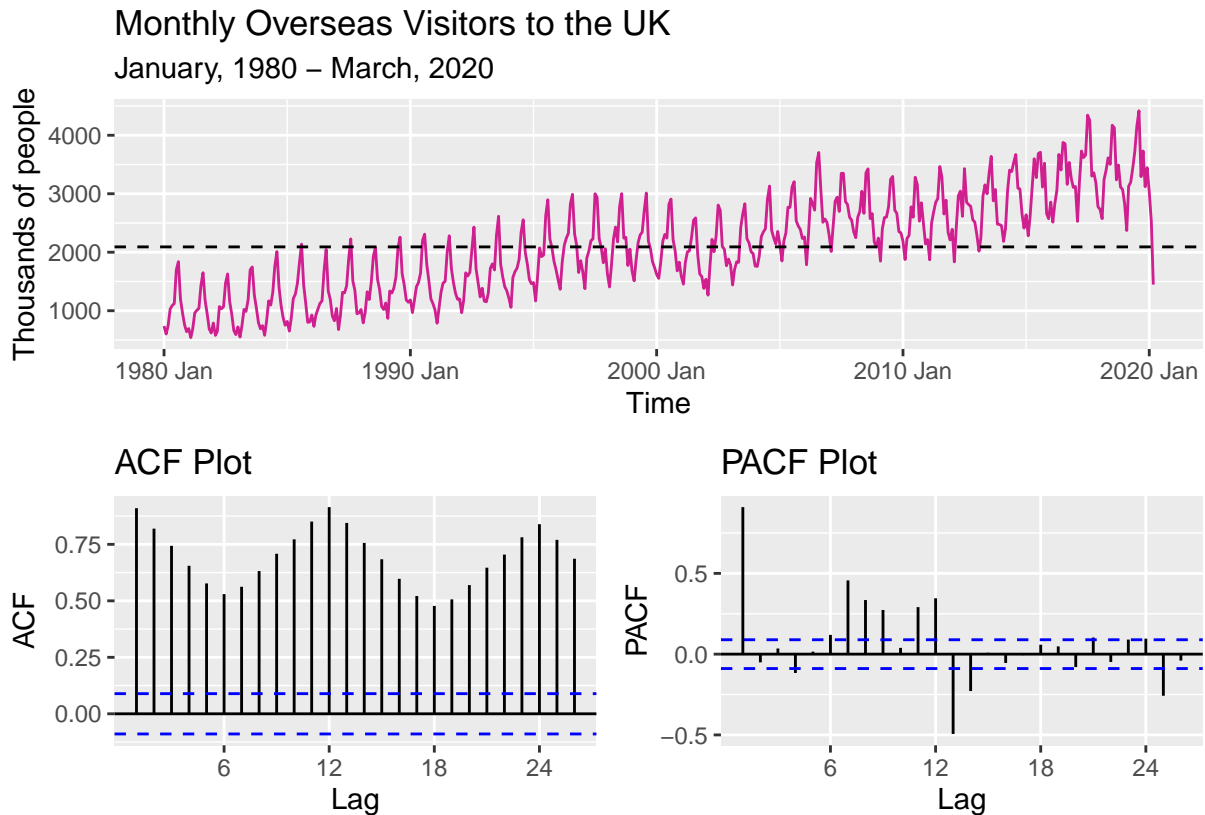 Monthly Overseas Visitors to the UK
January, 1980 – March, 2020
Thousands of people
4000
3000
2000
1000
1980 Jan
1990 Jan
2000 Jan
2010 Jan
2020 Jan
Time
ACF Plot
ACF
0.75
0.50
0.25
0.00
6
12
18
24
Lag
PACF Plot
PACF
0.5
0.0
−0.5
6
12
18
24
Lag